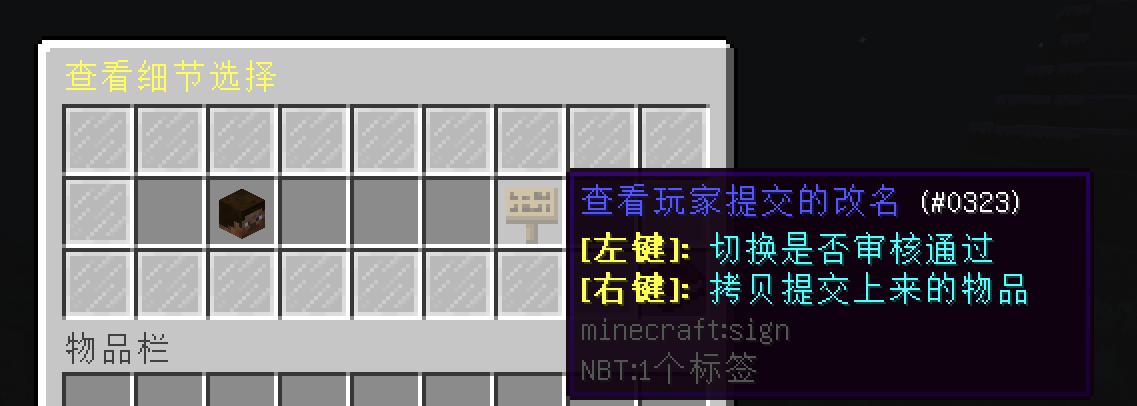 查看细节选择
查看玩家提交的改名 (#0323)
[左键]: 切换是否审核通过
[右键]: 拷贝提交上来的物品
minecraft:sign
NBT:1个标签
物品栏